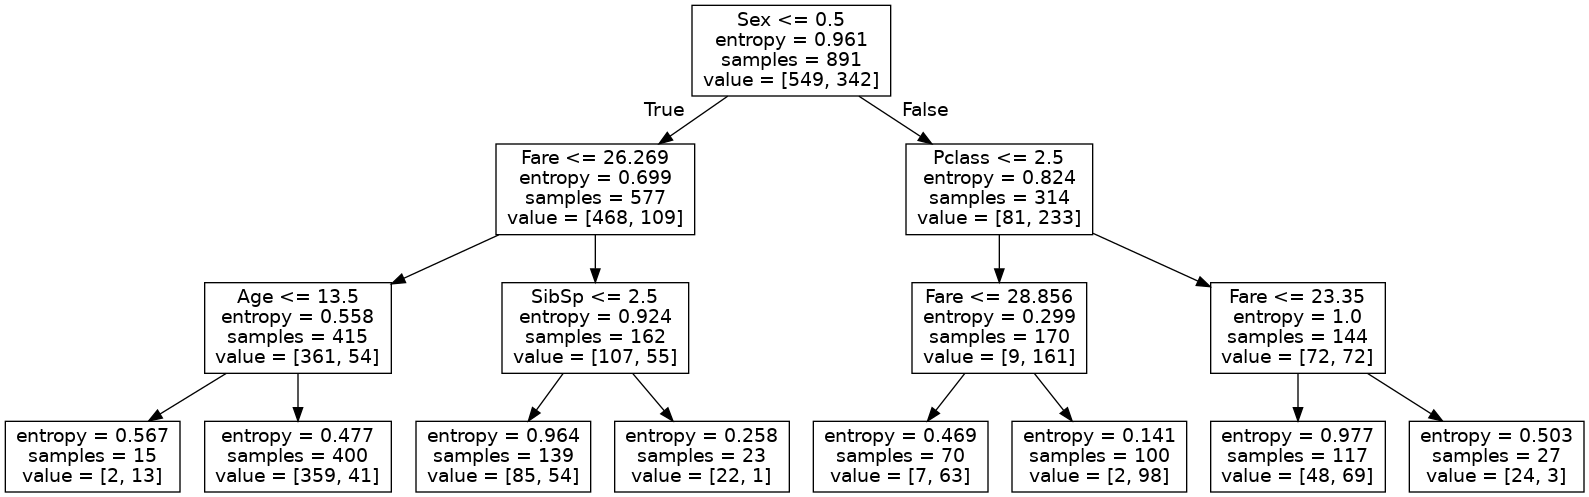 Sex <= 0.5
entropy = 0.961
samples = 891
value = [549, 342]
True
False
Fare <= 26.269
entropy = 0.699
samples = 577
value = [468, 109]
Pclass <= 2.5
entropy = 0.824
samples = 314
value = [81, 233]
Age <= 13.5
entropy = 0.558
samples = 415
value = [361, 54]
SibSp <= 2.5
entropy = 0.924
samples = 162
value = [107, 55]
Fare <= 28.856
entropy = 0.299
samples = 170
value = [9, 161]
Fare <= 23.35
entropy = 1.0
samples = 144
value = [72, 72]
entropy = 0.567
samples = 15
value = [2, 13]
entropy = 0.477
samples = 400
value = [359, 41]
entropy = 0.964
samples = 139
value = [85, 54]
entropy = 0.258
samples = 23
value = [22, 1]
entropy = 0.469
samples = 70
value = [7, 63]
entropy = 0.141
samples = 100
value = [2, 98]
entropy = 0.977
samples = 117
value = [48, 69]
entropy = 0.503
samples = 27
value = [24, 3]